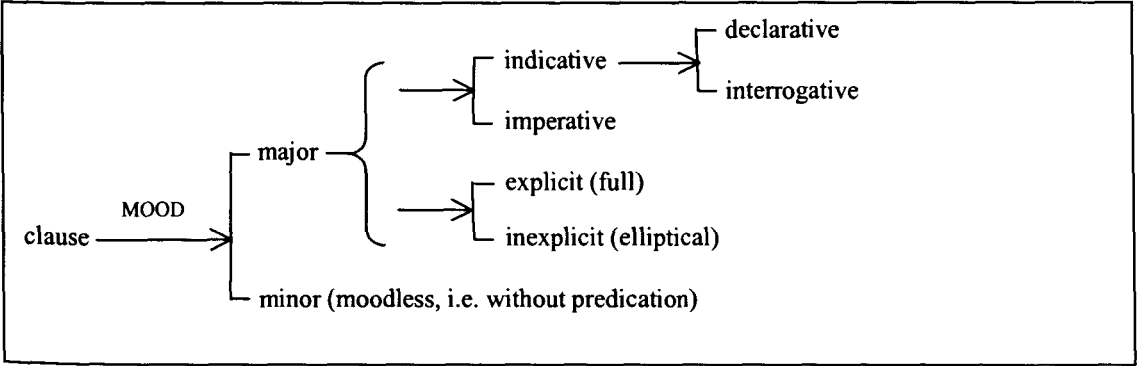 declarative
indicative
interrogative
imperative
major
explicit (full)
MOOD
clause
inexplicit (elliptical)
minor (moodless, i.e. without predication)